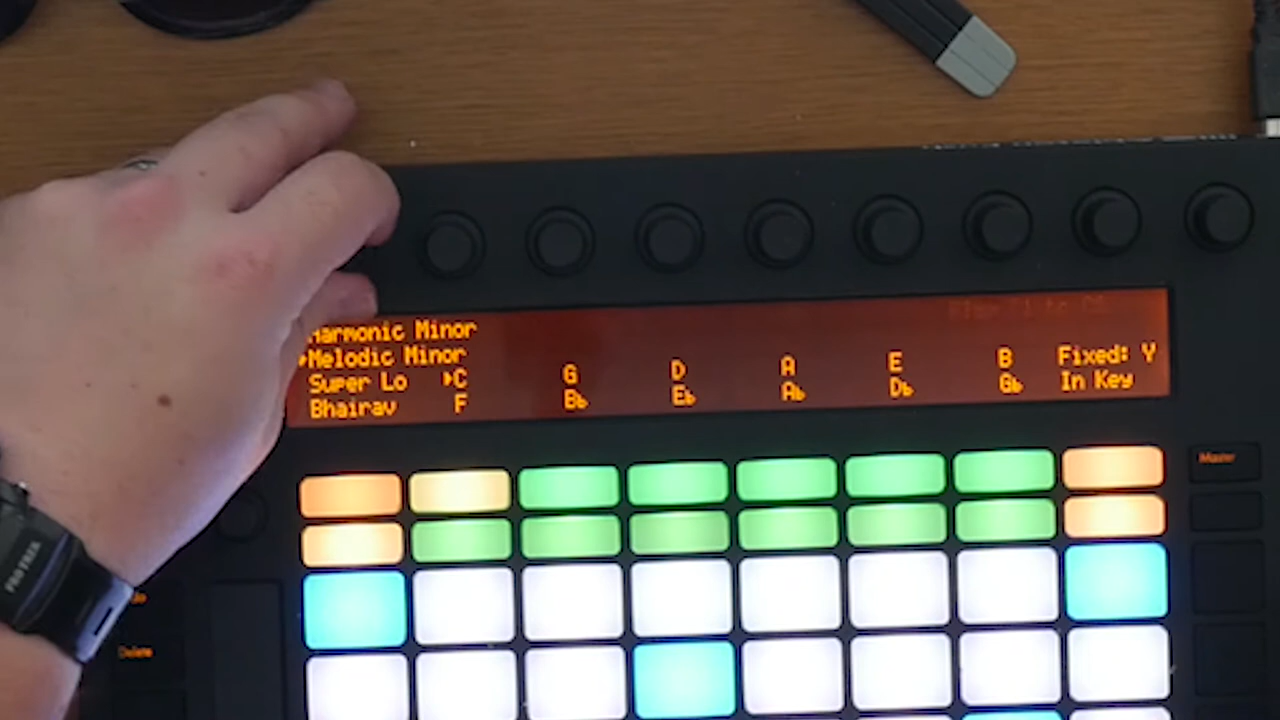 Harmonic Minor
Melodic Minor G D A E B Fixed: Y
Super Lo C B♭ E♭ A♭ D♭ G♭ In Key
Bhairav F
Master
Delete
PRO TREK